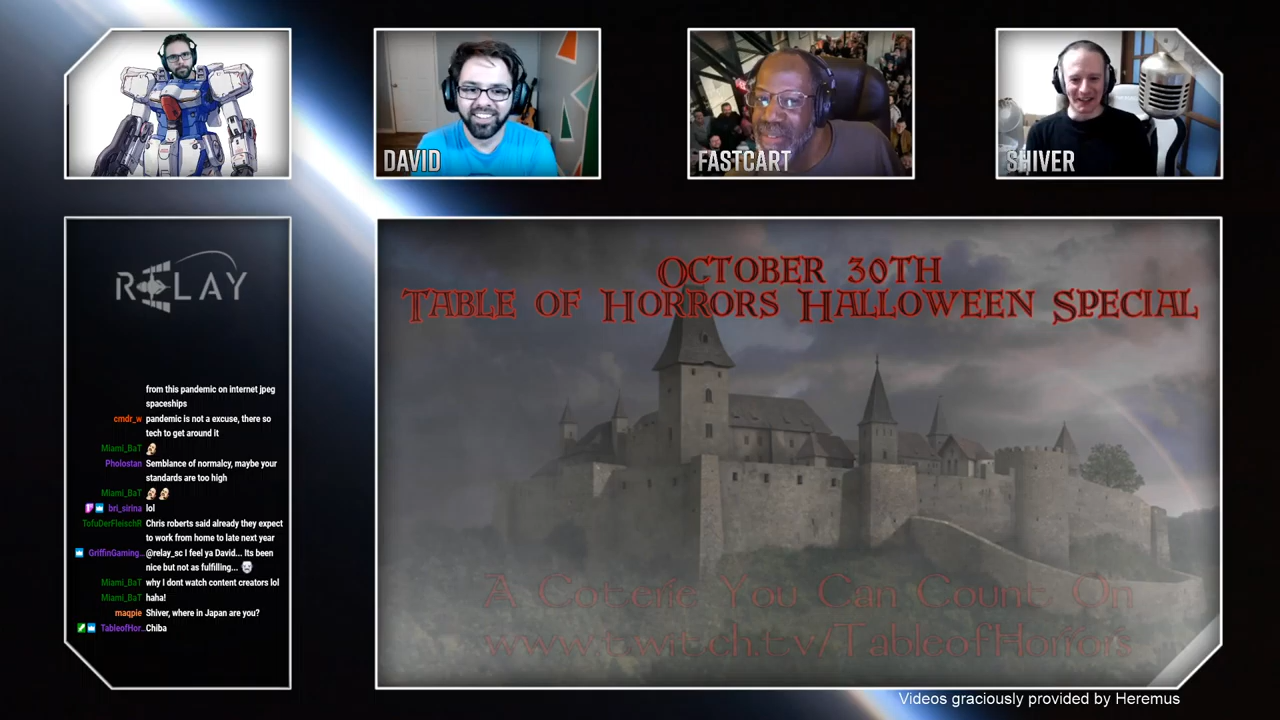 DAVID
FASTCART
SHIVER
RELAY
from this pandemic on internet jpeg
spaceships
cmdr_w pandemic is not a excuse, there so
tech to get around it
Miami_BaT
Pholostan Semblance of normalcy, maybe your
standards are too high
Miami_BaT
bri_sirina lol
TofuDerFleischR Chris roberts said already they expect
to work from home to late next year
GriffinGaming... @relay_sc I feel ya David... Its been
nice but not as fulfilling...
Miami_BaT why I dont watch content creators lol
Miami_BaT haha!
maqpie Shiver, where in Japan are you?
TableofHor... Chiba
OCTOBER 30TH
TABLE OF HORRORS HALLOWEEN SPECIAL
A Coterie You Can Count On
www.twitch.tv/TableofHorrors
Videos graciously provided by Heremus